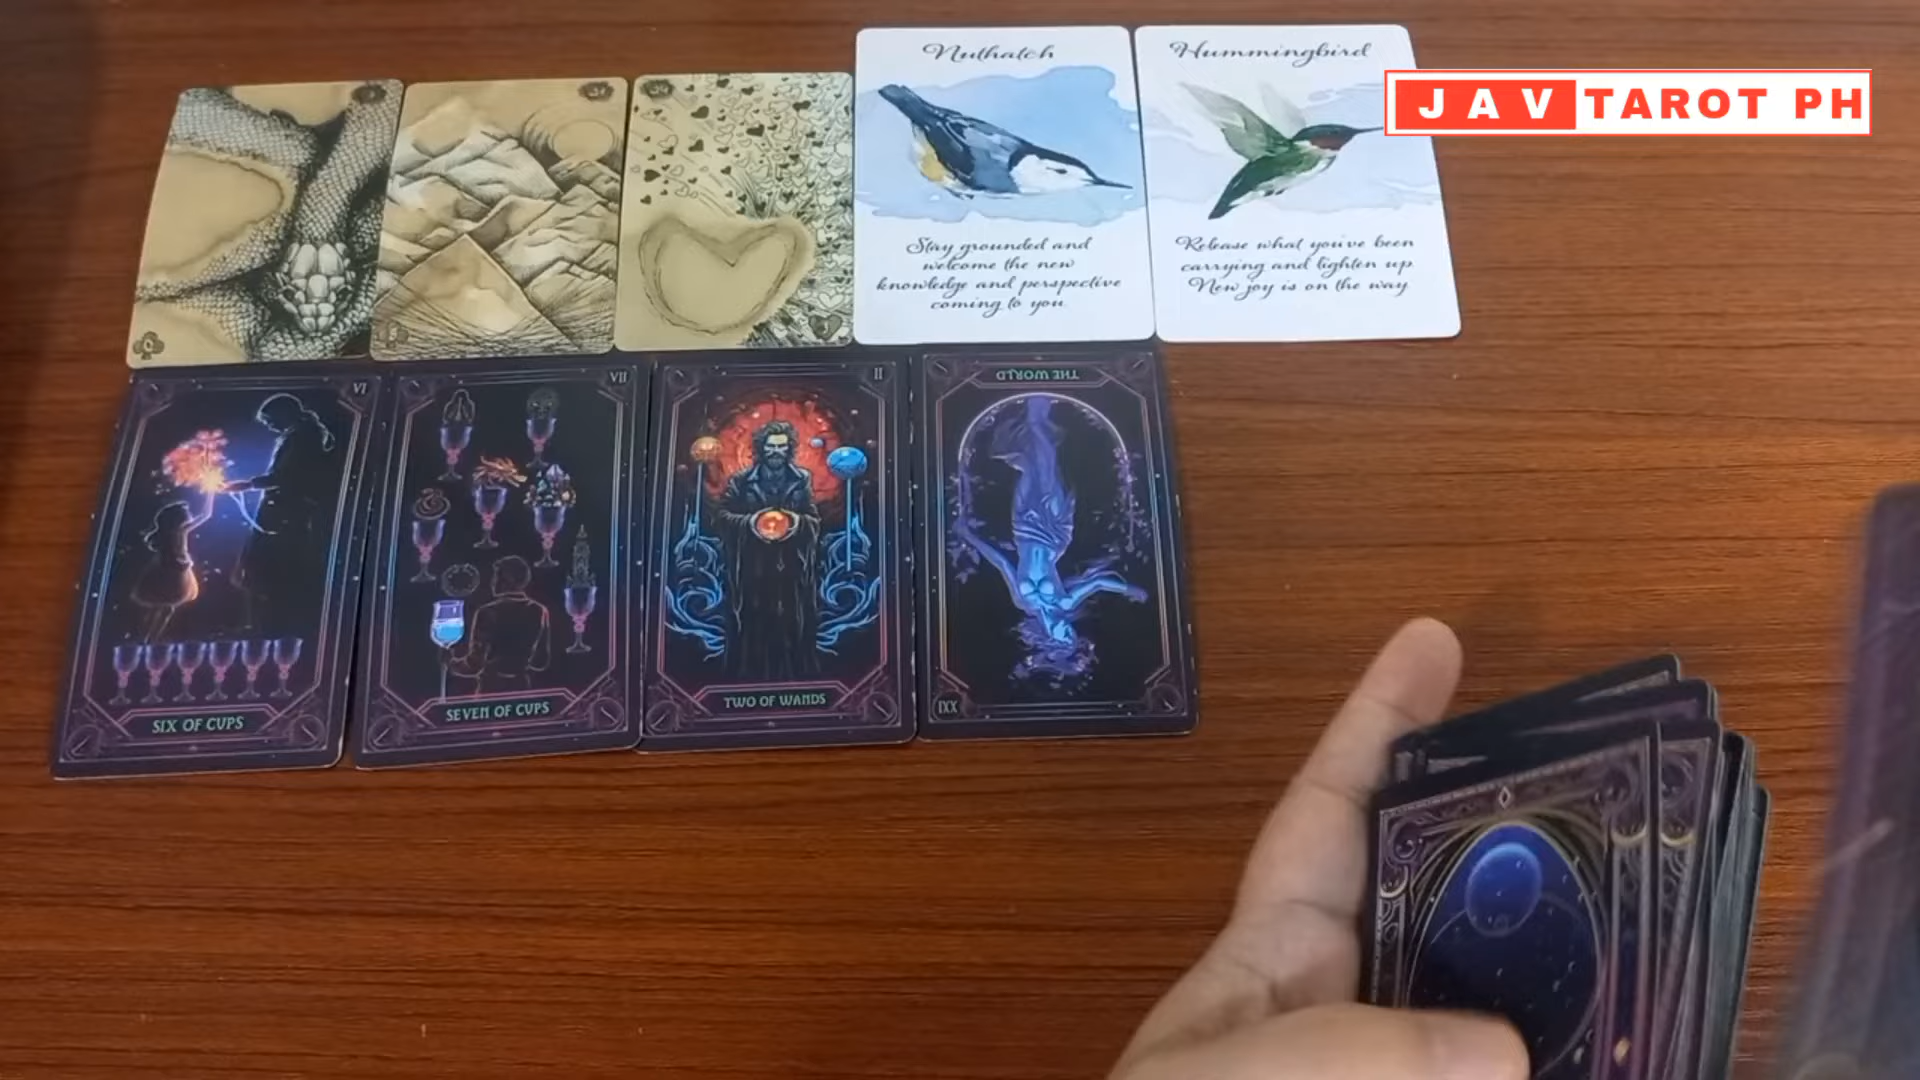 Nuthatch
Stay grounded and
welcome the new
knowledge and perspective
coming to you.
Hummingbird
Release what you've been
carrying and lighten up.
New joy is on the way.
JAV TAROT PH
VI
SIX OF CUPS
VII
SEVEN OF CUPS
II
TWO OF WANDS
THE WORLD
XXI